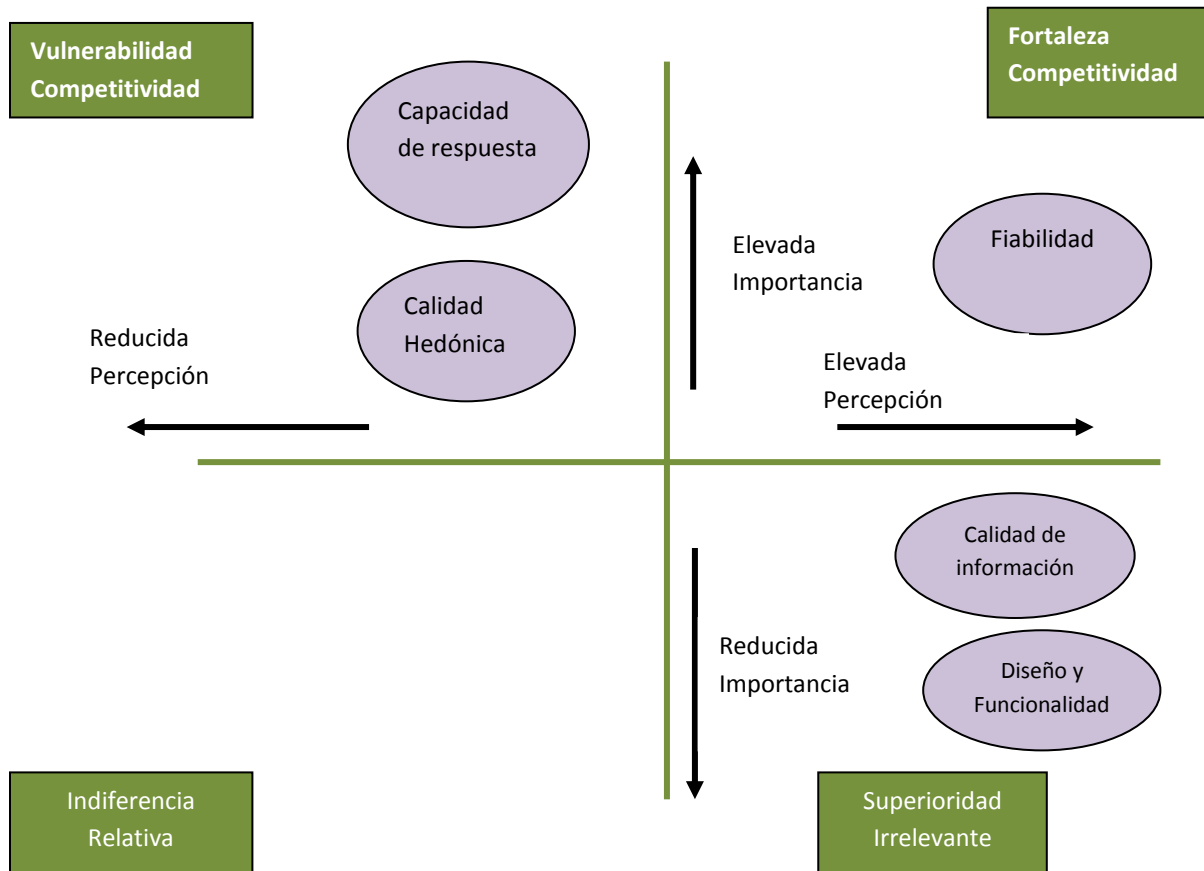 Vulnerabilidad
Competitividad
Fortaleza
Competitividad
Capacidad
de respuesta
Fiabilidad
Elevada
Importancia
Calidad
Hedónica
Reducida
Percepción
Elevada
Percepción
Calidad de
información
Reducida
Importancia
Diseño y
Funcionalidad
Indiferencia
Relativa
Superioridad
Irrelevante